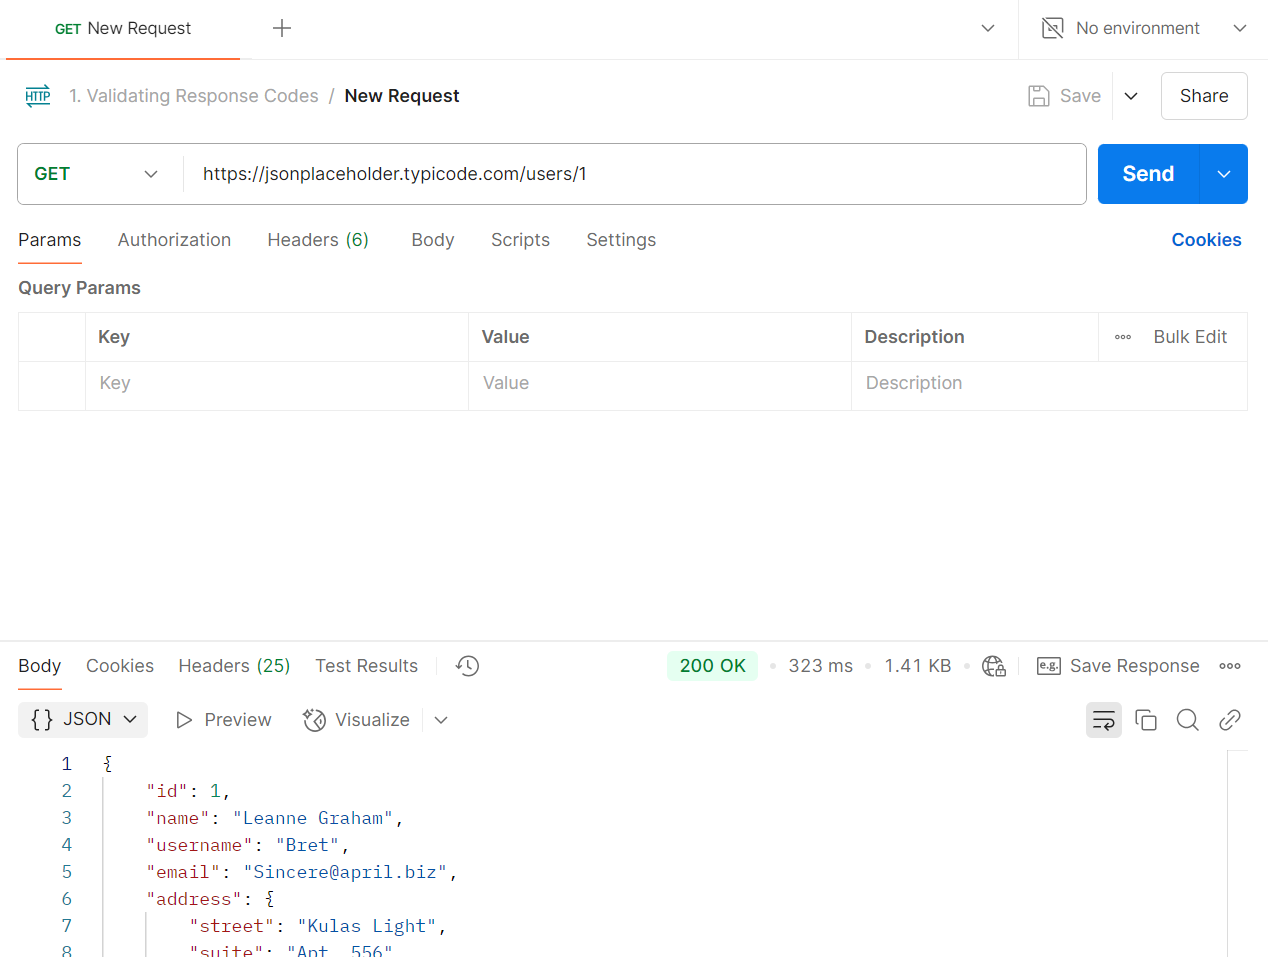 GET New Request
No environment
HTTP 1. Validating Response Codes / New Request
Save
Share
GET
https://jsonplaceholder.typicode.com/users/1
Send
Params Authorization Headers (6) Body Scripts Settings Cookies
Query Params
Key Value Description Bulk Edit
Key Value Description
Body Cookies Headers (25) Test Results 200 OK 323 ms 1.41 KB e.g. Save Response
{} JSON Preview Visualize
1 {
2 "id": 1,
3 "name": "Leanne Graham",
4 "username": "Bret",
5 "email": "Sincere@april.biz",
6 "address": {
7 "street": "Kulas Light",
8 "suite": "Apt. 556"